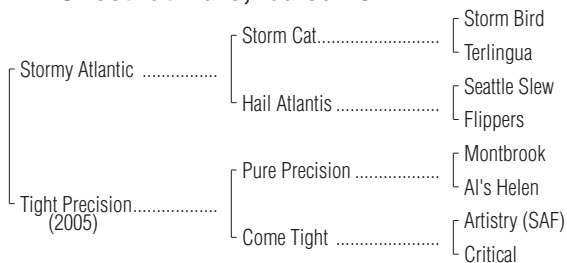 Storm Bird
Storm Cat........................
Terlingua
Stormy Atlantic ...............
Seattle Slew
Hail Atlantis .....................
Flippers
Montbrook
Pure Precision .................
Al's Helen
Tight Precision.................
(2005)
Artistry (SAF)
Come Tight .....................
Critical